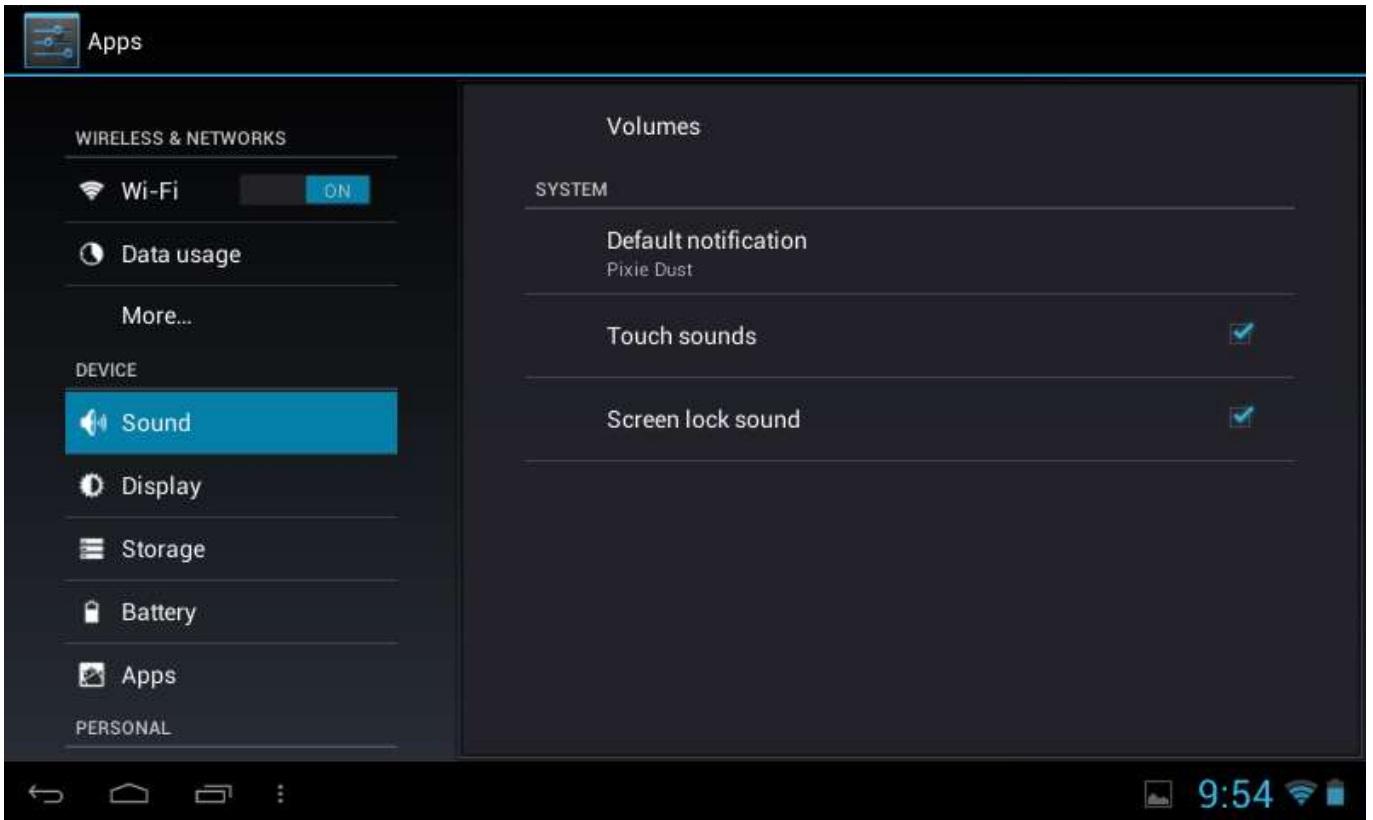 Apps
WIRELESS & NETWORKS
Wi-Fi ON
Data usage
More...
DEVICE
Sound
Display
Storage
Battery
Apps
PERSONAL
Volumes
SYSTEM
Default notification
Pixie Dust
Touch sounds
Screen lock sound
9:54